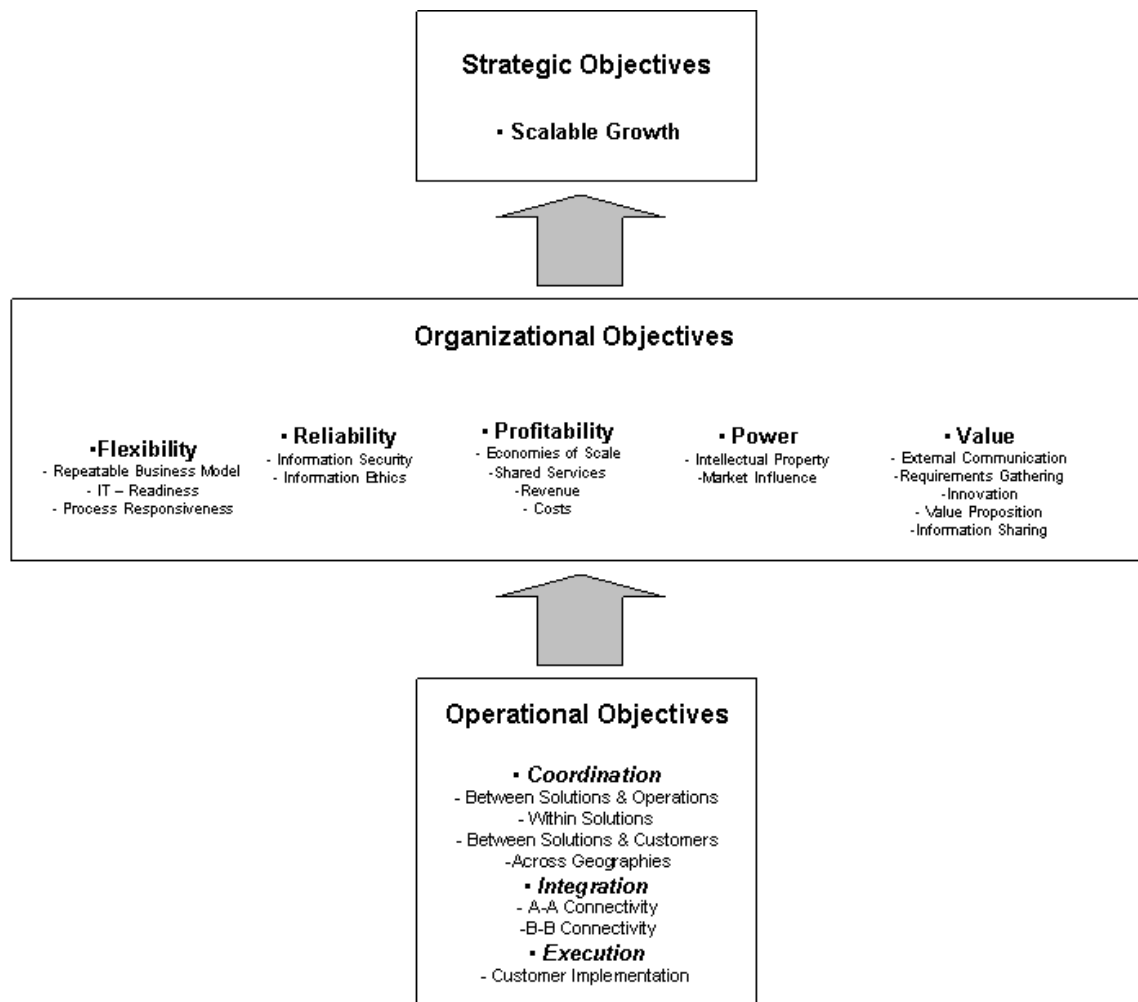 Strategic Objectives
▪ Scalable Growth
Organizational Objectives
▪Flexibility
- Repeatable Business Model
- IT – Readiness
- Process Responsiveness
▪ Reliability
- Information Security
- Information Ethics
▪ Profitability
- Economies of Scale
-Shared Services
-Revenue
- Costs
▪ Power
- Intellectual Property
-Market Influence
▪ Value
- External Communication
-Requirements Gathering
-Innovation
- Value Proposition
-Information Sharing
Operational Objectives
▪ Coordination
- Between Solutions & Operations
- Within Solutions
- Between Solutions & Customers
-Across Geographies
▪ Integration
- A-A Connectivity
-B-B Connectivity
▪ Execution
- Customer Implementation